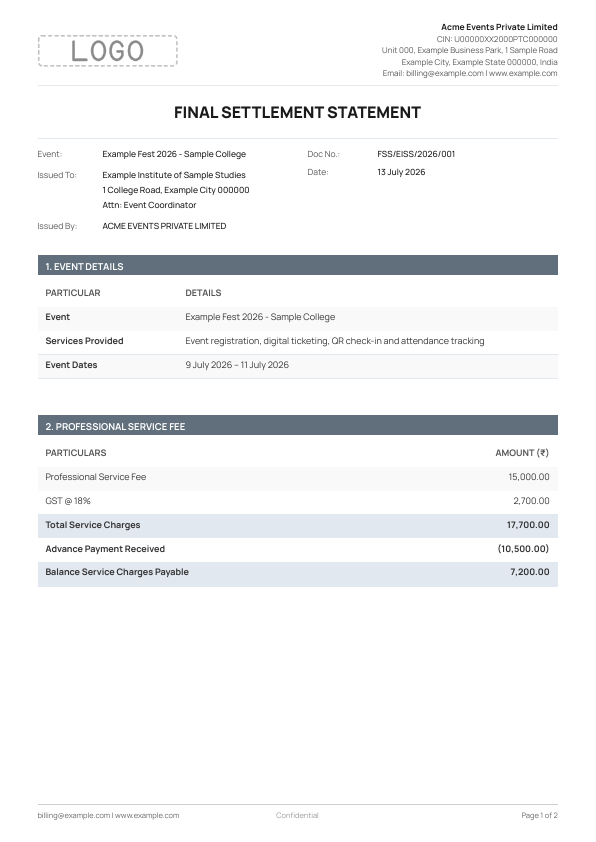 LOGO
Acme Events Private Limited
CIN: U00000XX2000PTC000000
Unit 000, Example Business Park, 1 Sample Road
Example City, Example State 000000, India
Email: billing@example.com | www.example.com
FINAL SETTLEMENT STATEMENT
Event: Example Fest 2026 - Sample College
Doc No.: FSS/EISS/2026/001
Issued To: Example Institute of Sample Studies
Date: 13 July 2026
1 College Road, Example City 000000
Attn: Event Coordinator
Issued By: ACME EVENTS PRIVATE LIMITED
1. EVENT DETAILS
PARTICULAR DETAILS
Event Example Fest 2026 - Sample College
Services Provided Event registration, digital ticketing, QR check-in and attendance tracking
Event Dates 9 July 2026 – 11 July 2026
2. PROFESSIONAL SERVICE FEE
PARTICULARS AMOUNT (₹)
Professional Service Fee 15,000.00
GST @ 18% 2,700.00
Total Service Charges 17,700.00
Advance Payment Received (10,500.00)
Balance Service Charges Payable 7,200.00
billing@example.com | www.example.com Confidential Page 1 of 2